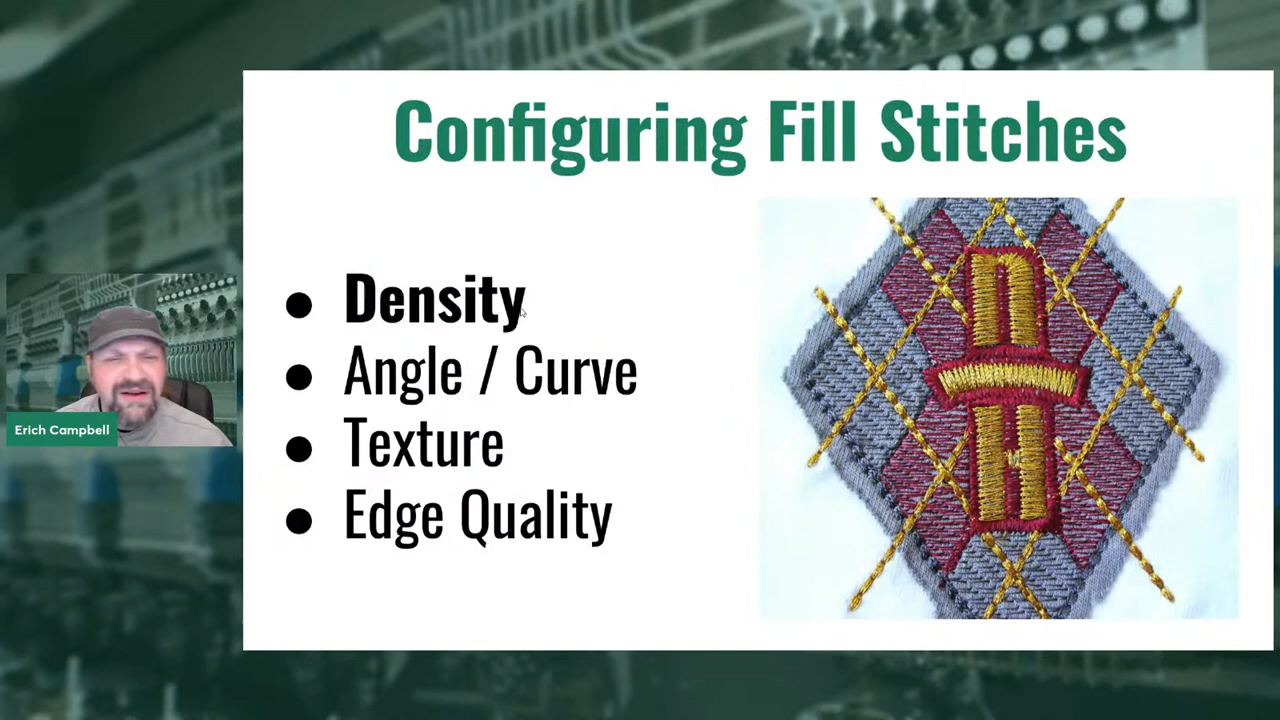 Configuring Fill Stitches
● Density
● Angle / Curve
● Texture
● Edge Quality
Erich Campbell